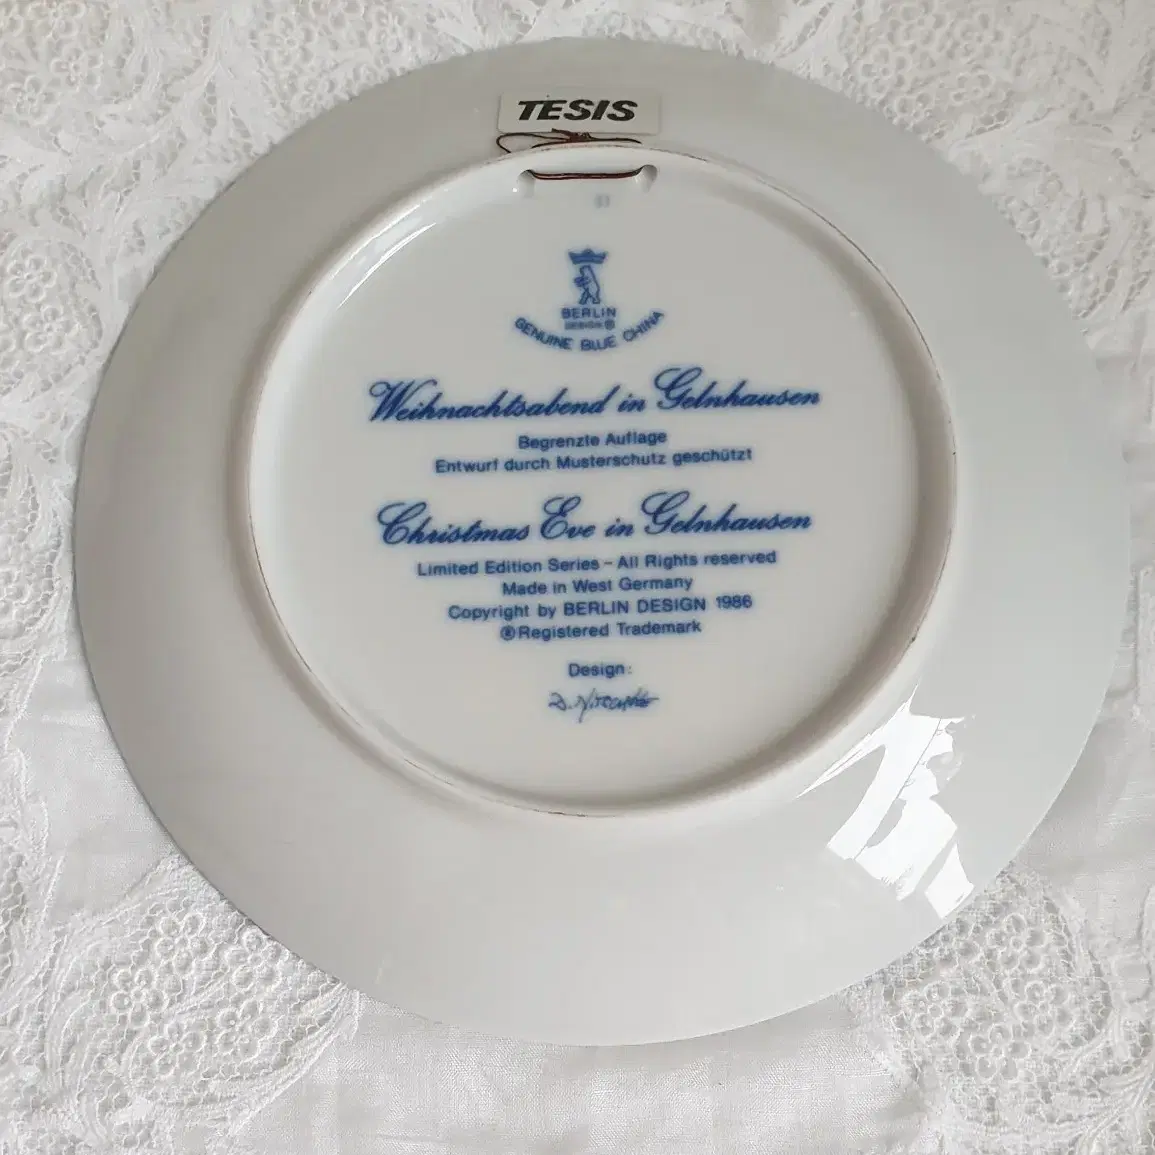 TESIS
BERLIN
DESIGN ®
GENUINE BLUE CHINA
Weihnachtsabend in Gelnhausen
Begrenzte Auflage
Entwurf durch Musterschutz geschützt
Christmas Eve in Gelnhausen
Limited Edition Series – All Rights reserved
Made in West Germany
Copyright by BERLIN DESIGN 1986
®Registered Trademark
Design: